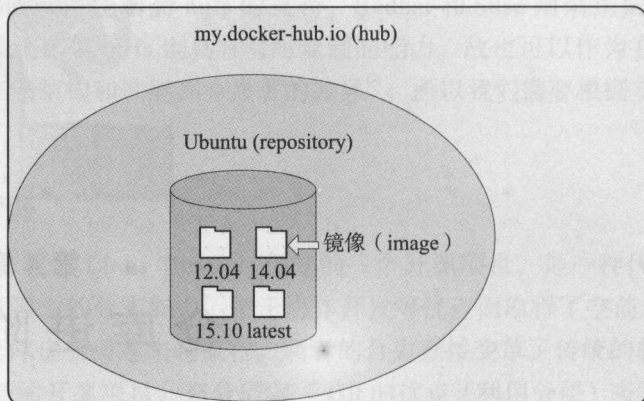 my.docker-hub.io (hub)
Ubuntu (repository)
镜像（image）
12.04 14.04
15.10 latest